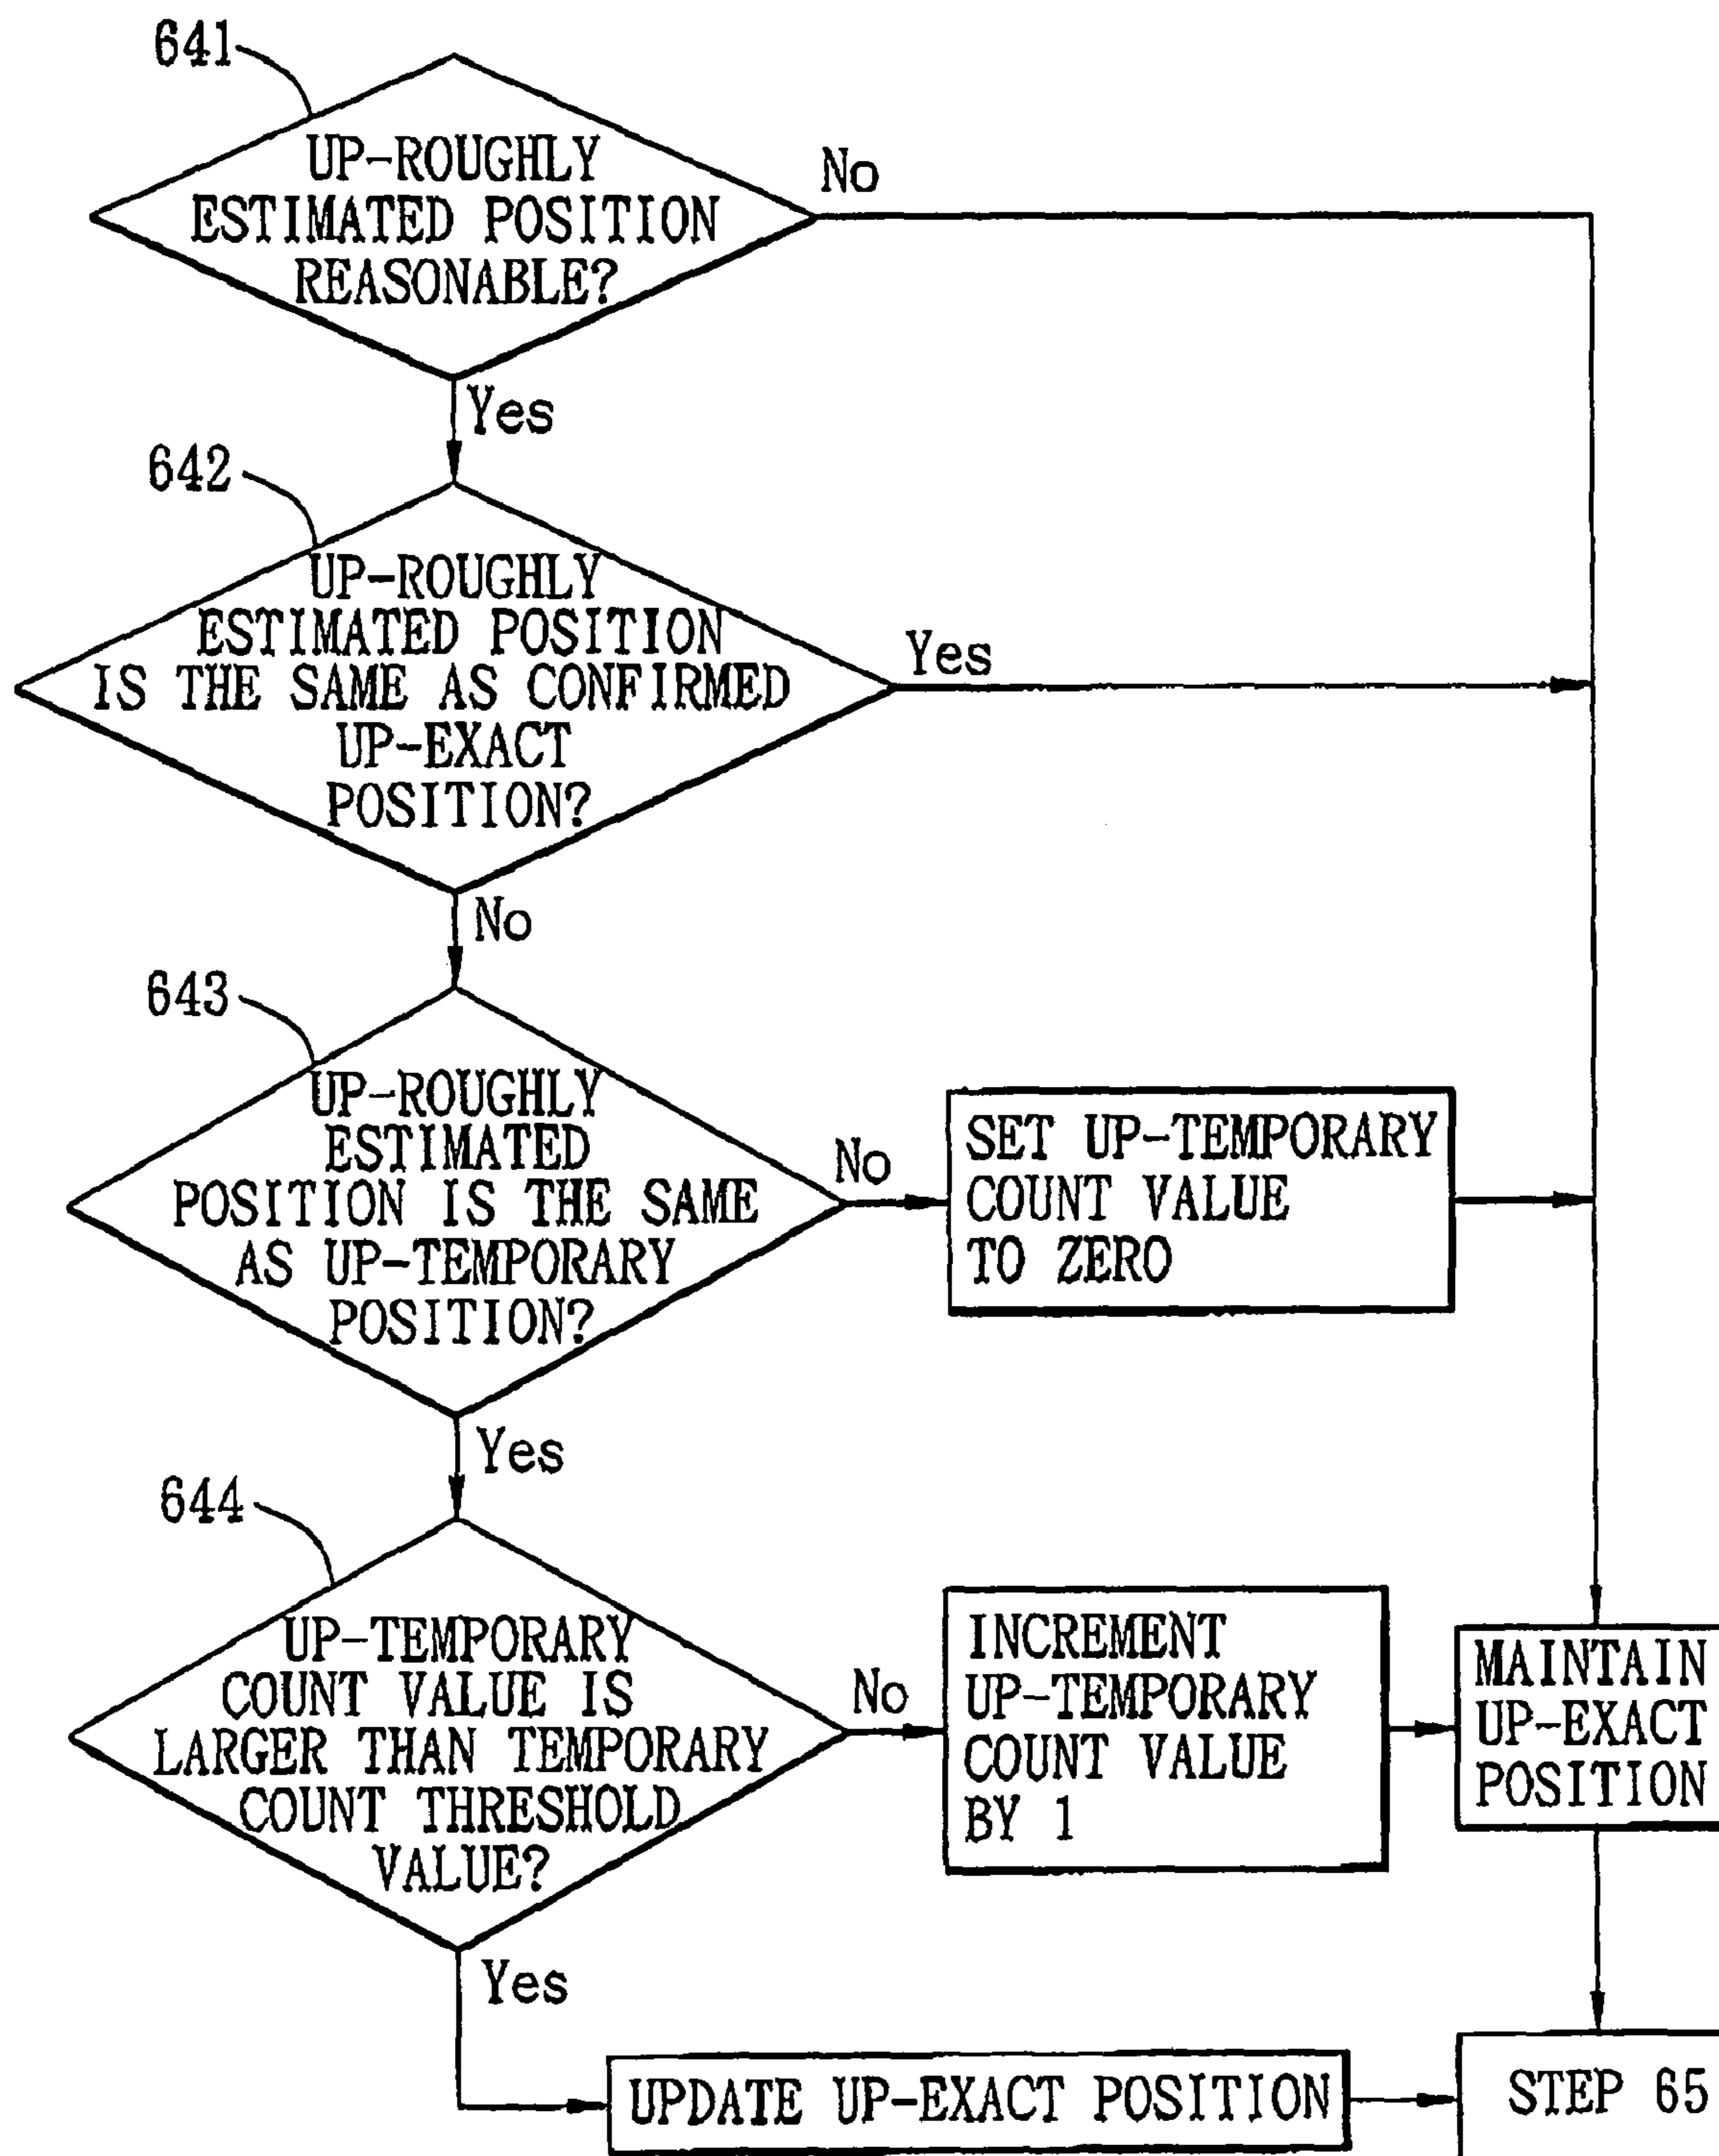 641
UP-ROUGHLY
ESTIMATED POSITION
REASONABLE?
No
Yes
642
UP-ROUGHLY
ESTIMATED POSITION
IS THE SAME AS CONFIRMED
UP-EXACT
POSITION?
Yes
No
643
UP-ROUGHLY
ESTIMATED
POSITION IS THE SAME
AS UP-TEMPORARY
POSITION?
No
SET UP-TEMPORARY
COUNT VALUE
TO ZERO
Yes
644
UP-TEMPORARY
COUNT VALUE IS
LARGER THAN TEMPORARY
COUNT THRESHOLD
VALUE?
No
INCREMENT
UP-TEMPORARY
COUNT VALUE
BY 1
MAINTAIN
UP-EXACT
POSITION
Yes
UPDATE UP-EXACT POSITION
STEP 65